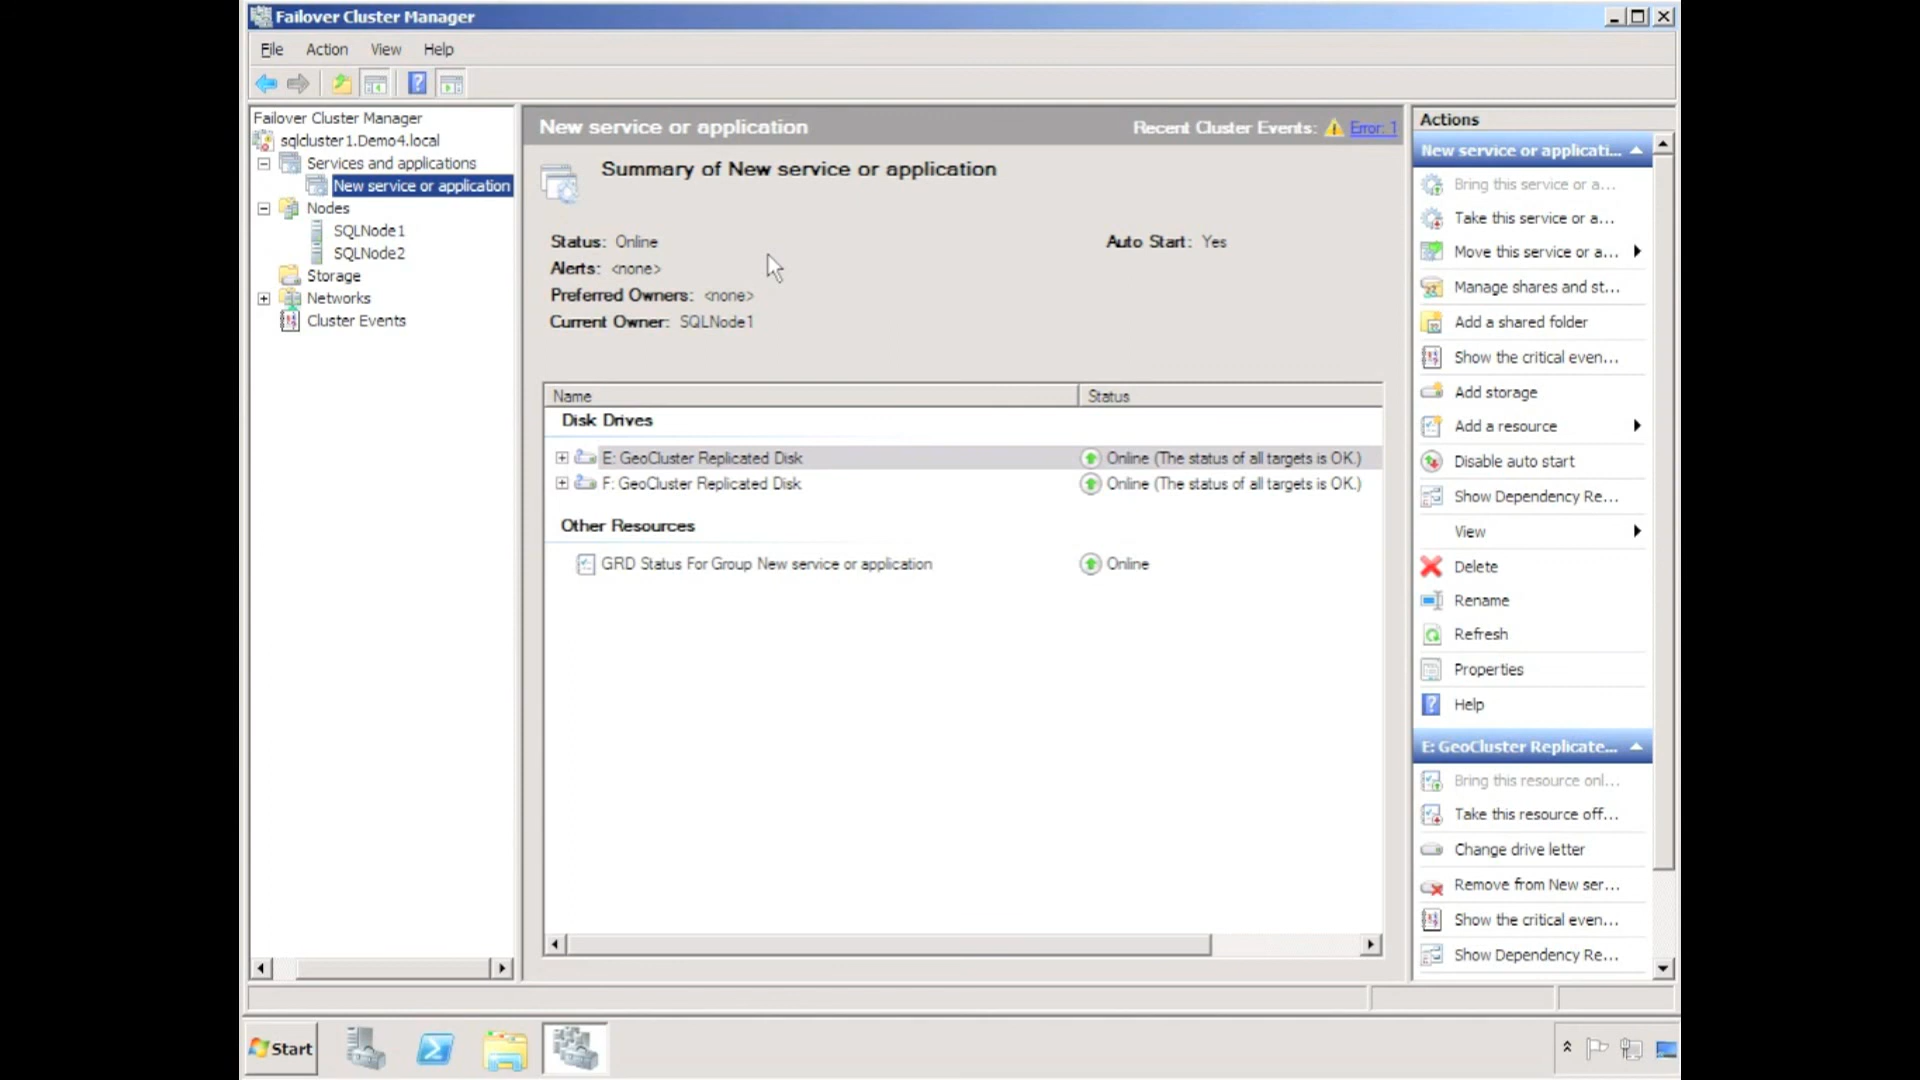 Failover Cluster Manager
File Action View Help
Failover Cluster Manager
sqlcluster1.Demo4.local
Services and applications
New service or application
Nodes
SQLNode1
SQLNode2
Storage
Networks
Cluster Events
New service or application
Recent Cluster Events: Error: 1
Summary of New service or application
Status: Online
Auto Start: Yes
Alerts: <none>
Preferred Owners: <none>
Current Owner: SQLNode1
Name Status
Disk Drives
E: GeoCluster Replicated Disk Online (The status of all targets is OK.)
F: GeoCluster Replicated Disk Online (The status of all targets is OK.)
Other Resources
GRD Status For Group New service or application Online
Actions
New service or applicati...
Bring this service or a...
Take this service or a...
Move this service or a...
Manage shares and st...
Add a shared folder
Show the critical even...
Add storage
Add a resource
Disable auto start
Show Dependency Re...
View
Delete
Rename
Refresh
Properties
Help
E: GeoCluster Replicate...
Bring this resource onl...
Take this resource off...
Change drive letter
Remove from New ser...
Show the critical even...
Show Dependency Re...
Start